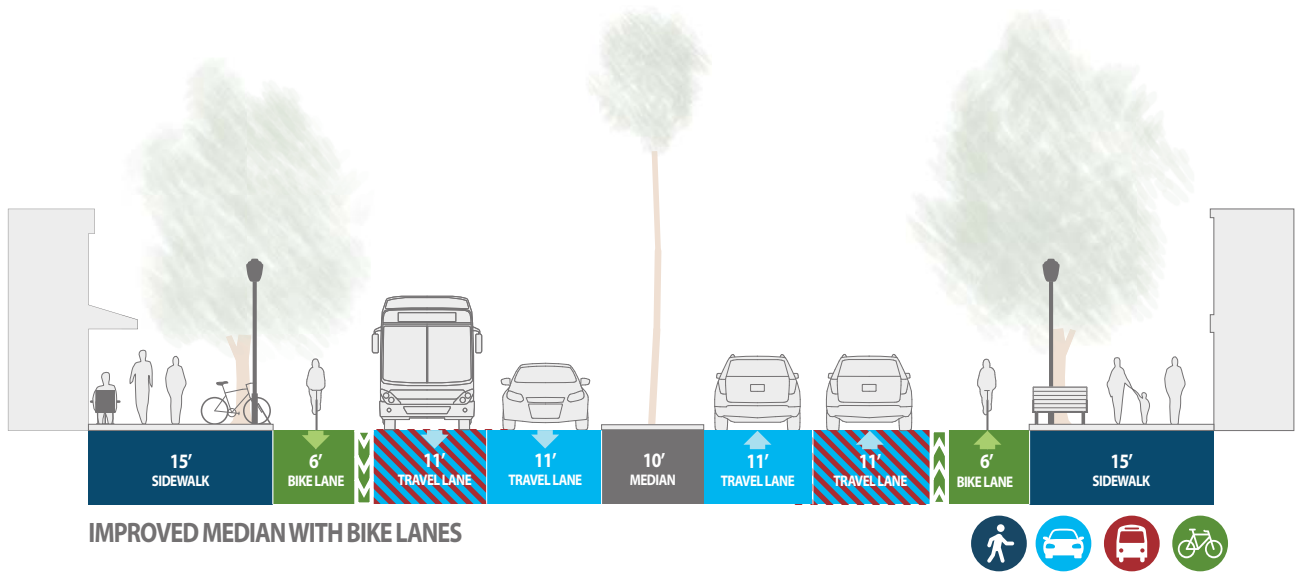 15′
SIDEWALK
6′
BIKE LANE
11′
TRAVEL LANE
11′
TRAVEL LANE
10′
MEDIAN
11′
TRAVEL LANE
11′
TRAVEL LANE
6′
BIKE LANE
15′
SIDEWALK
IMPROVED MEDIAN WITH BIKE LANES